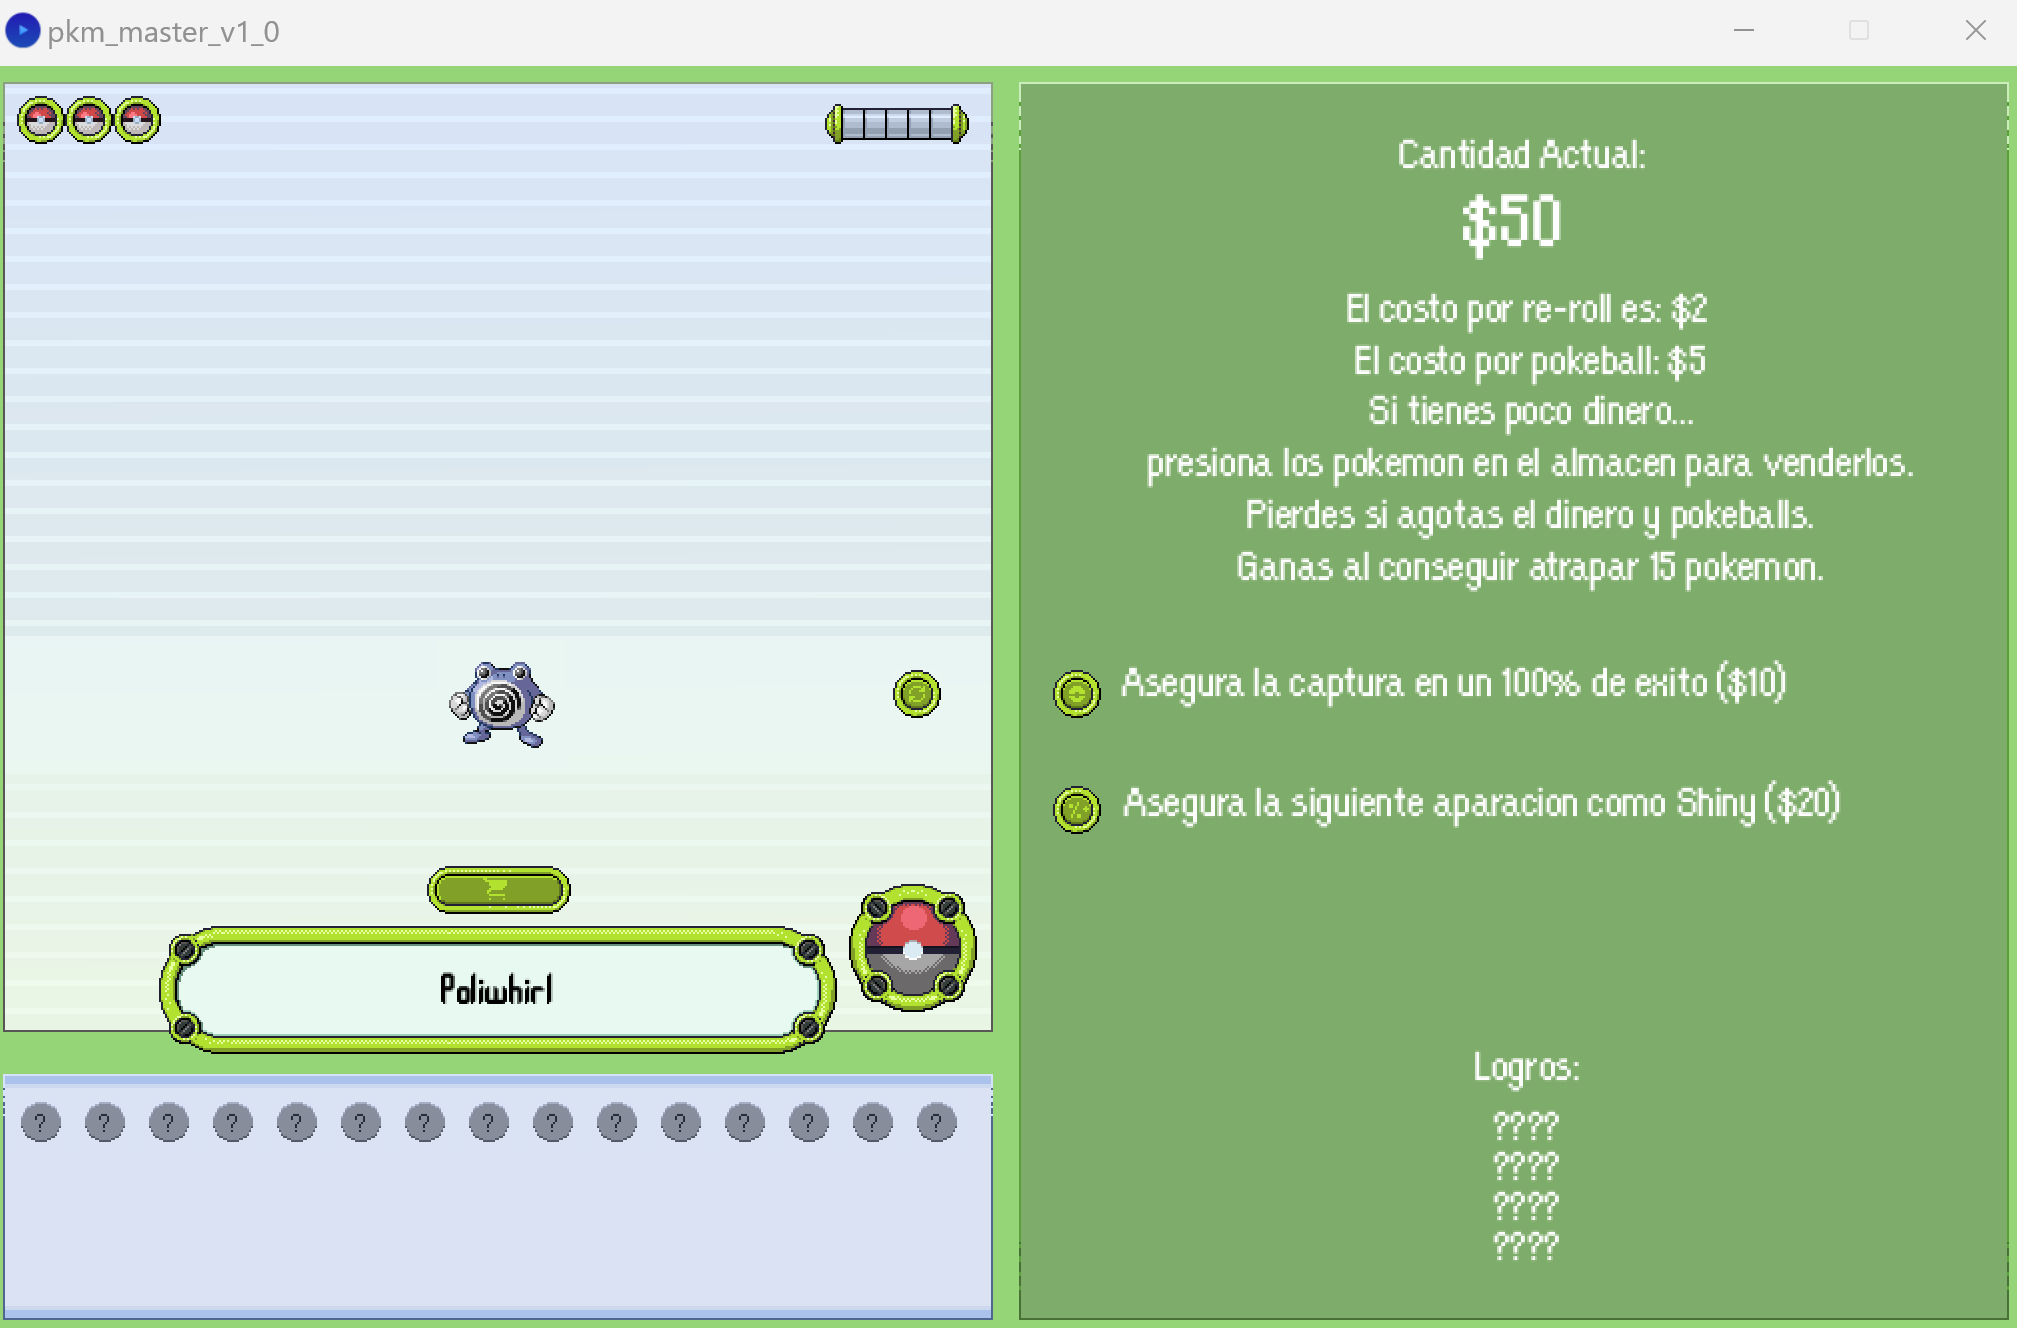 pkm_master_v1_0
Cantidad Actual:
$50
El costo por re-roll es: $2
El costo por pokeball: $5
Si tienes poco dinero...
presiona los pokemon en el almacen para venderlos.
Pierdes si agotas el dinero y pokeballs.
Ganas al conseguir atrapar 15 pokemon.
Asegura la captura en un 100% de exito ($10)
Asegura la siguiente aparacion como Shiny ($20)
Poliwhirl
? ? ? ? ? ? ? ? ? ? ? ? ? ? ?
Logros:
????
????
????
????